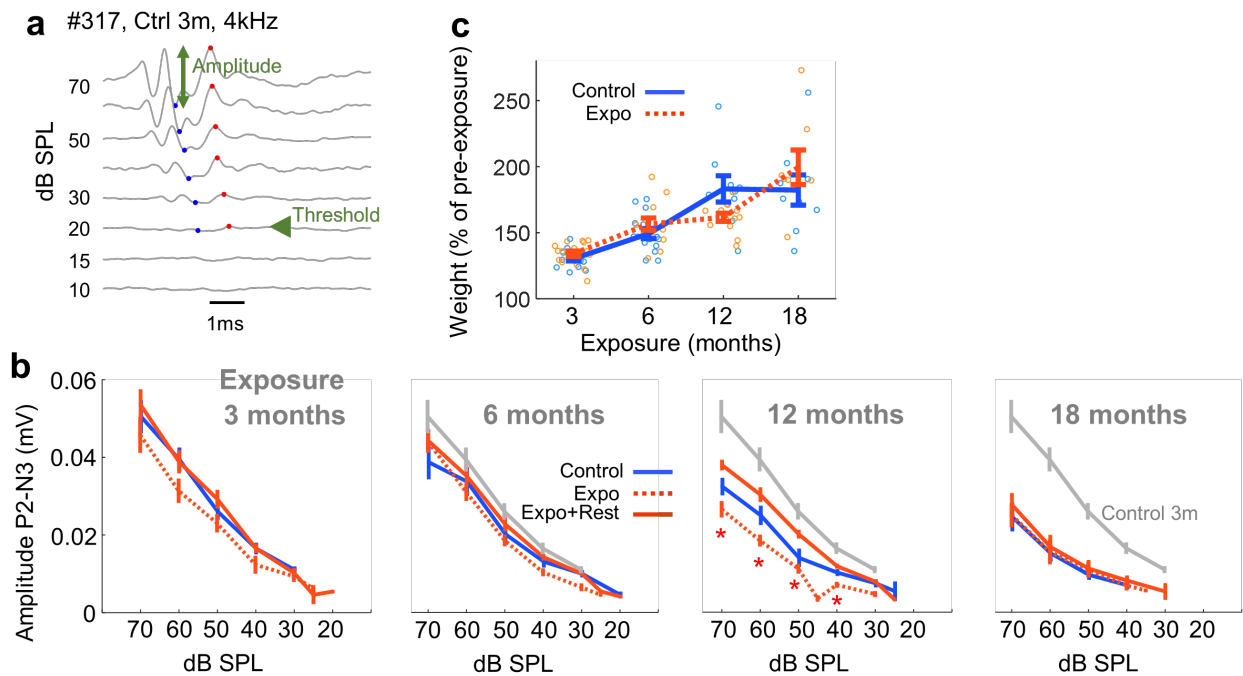 a #317, Ctrl 3m, 4kHz
Amplitude
dB SPL
70
50
30
20
15
10
Threshold
1ms
c
Weight (% of pre-exposure)
250
200
150
100
Control
Expo
3 6 12 18
Exposure (months)
b
Amplitude P2-N3 (mV)
0.06
0.04
0.02
0
Exposure
3 months
70 60 50 40 30 20
dB SPL
6 months
Control
Expo
Expo+Rest
70 60 50 40 30 20
dB SPL
12 months
* * * *
70 60 50 40 30 20
dB SPL
18 months
Control 3m
70 60 50 40 30 20
dB SPL